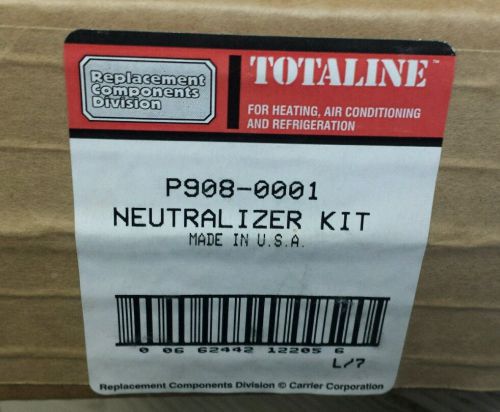 Replacement
Components
Division
TOTALINE™
FOR HEATING, AIR CONDITIONING
AND REFRIGERATION
P908-0001
NEUTRALIZER KIT
MADE IN U.S.A.
0 06 62442 12205 6
L/7
Replacement Components Division © Carrier Corporation